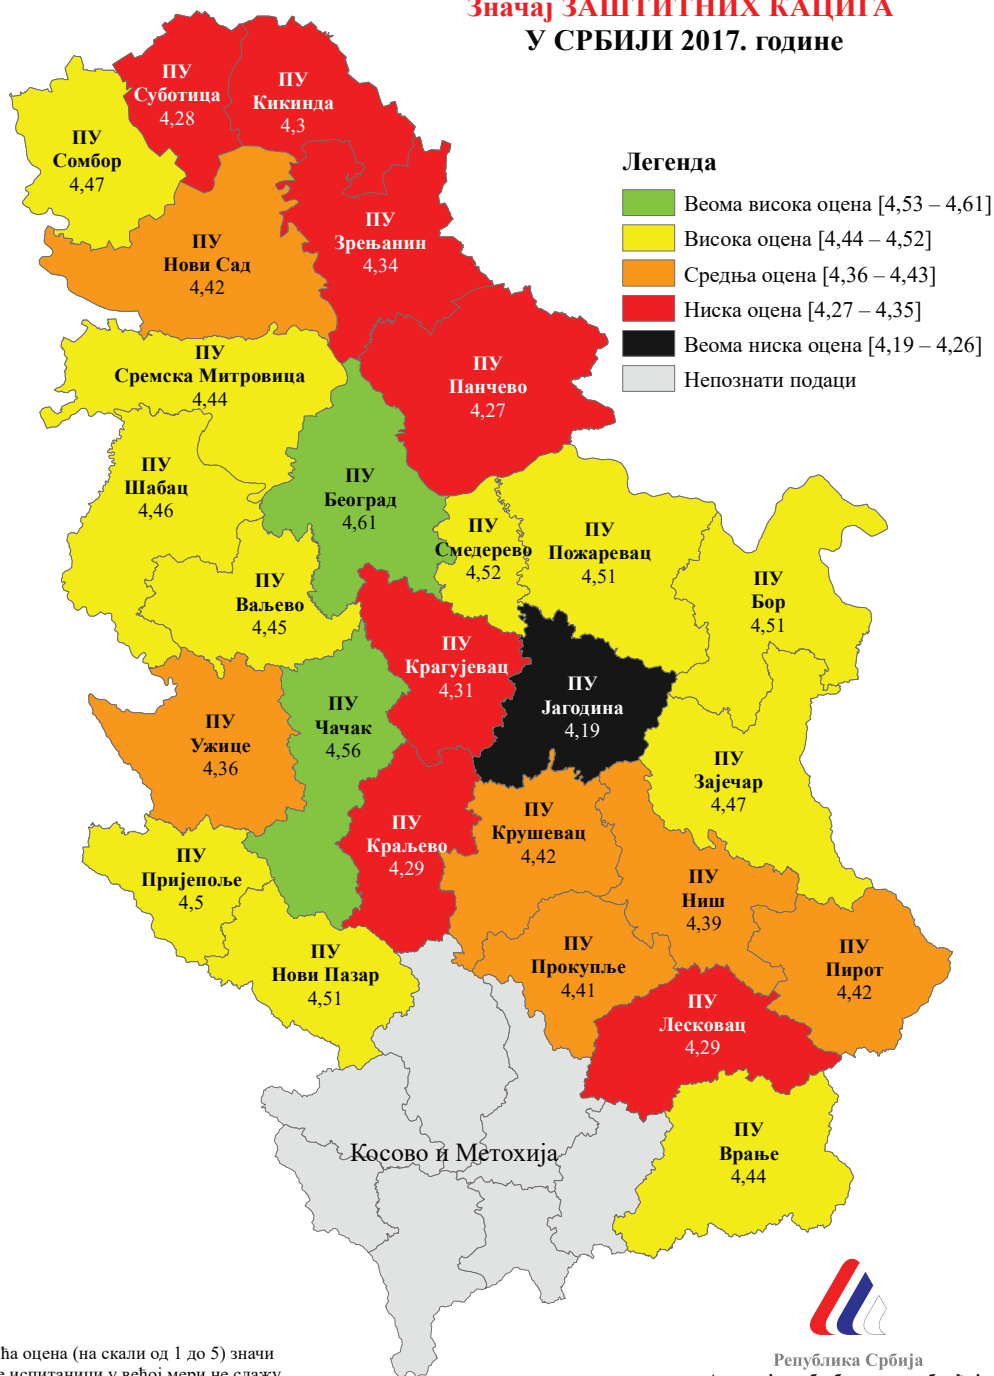 Значај ЗАШТИТНИХ КАЦИГА
У СРБИЈИ 2017. године
ПУ
Суботица
4,28
ПУ
Кикинда
4,3
ПУ
Сомбор
4,47
ПУ
Нови Сад
4,42
ПУ
Зрењанин
4,34
Легенда
Веома висока оцена [4,53 – 4,61]
Висока оцена [4,44 – 4,52]
Средња оцена [4,36 – 4,43]
Ниска оцена [4,27 – 4,35]
Веома ниска оцена [4,19 – 4,26]
Непознати подаци
ПУ
Сремска Митровица
4,44
ПУ
Панчево
4,27
ПУ
Шабац
4,46
ПУ
Београд
4,61
ПУ
Смедерево
4,52
ПУ
Пожаревац
4,51
ПУ
Бор
4,51
ПУ
Ваљево
4,45
ПУ
Крагујевац
4,31
ПУ
Јагодина
4,19
ПУ
Ужице
4,36
ПУ
Чачак
4,56
ПУ
Зајечар
4,47
ПУ
Краљево
4,29
ПУ
Крушевац
4,42
ПУ
Пријепоље
4,5
ПУ
Ниш
4,39
ПУ
Нови Пазар
4,51
ПУ
Прокупље
4,41
ПУ
Пирот
4,42
ПУ
Лесковац
4,29
Косово и Метохија
ПУ
Врање
4,44
ћа оцена (на скали од 1 до 5) значи
е испитаници у већој мери не слажу
Република Србија